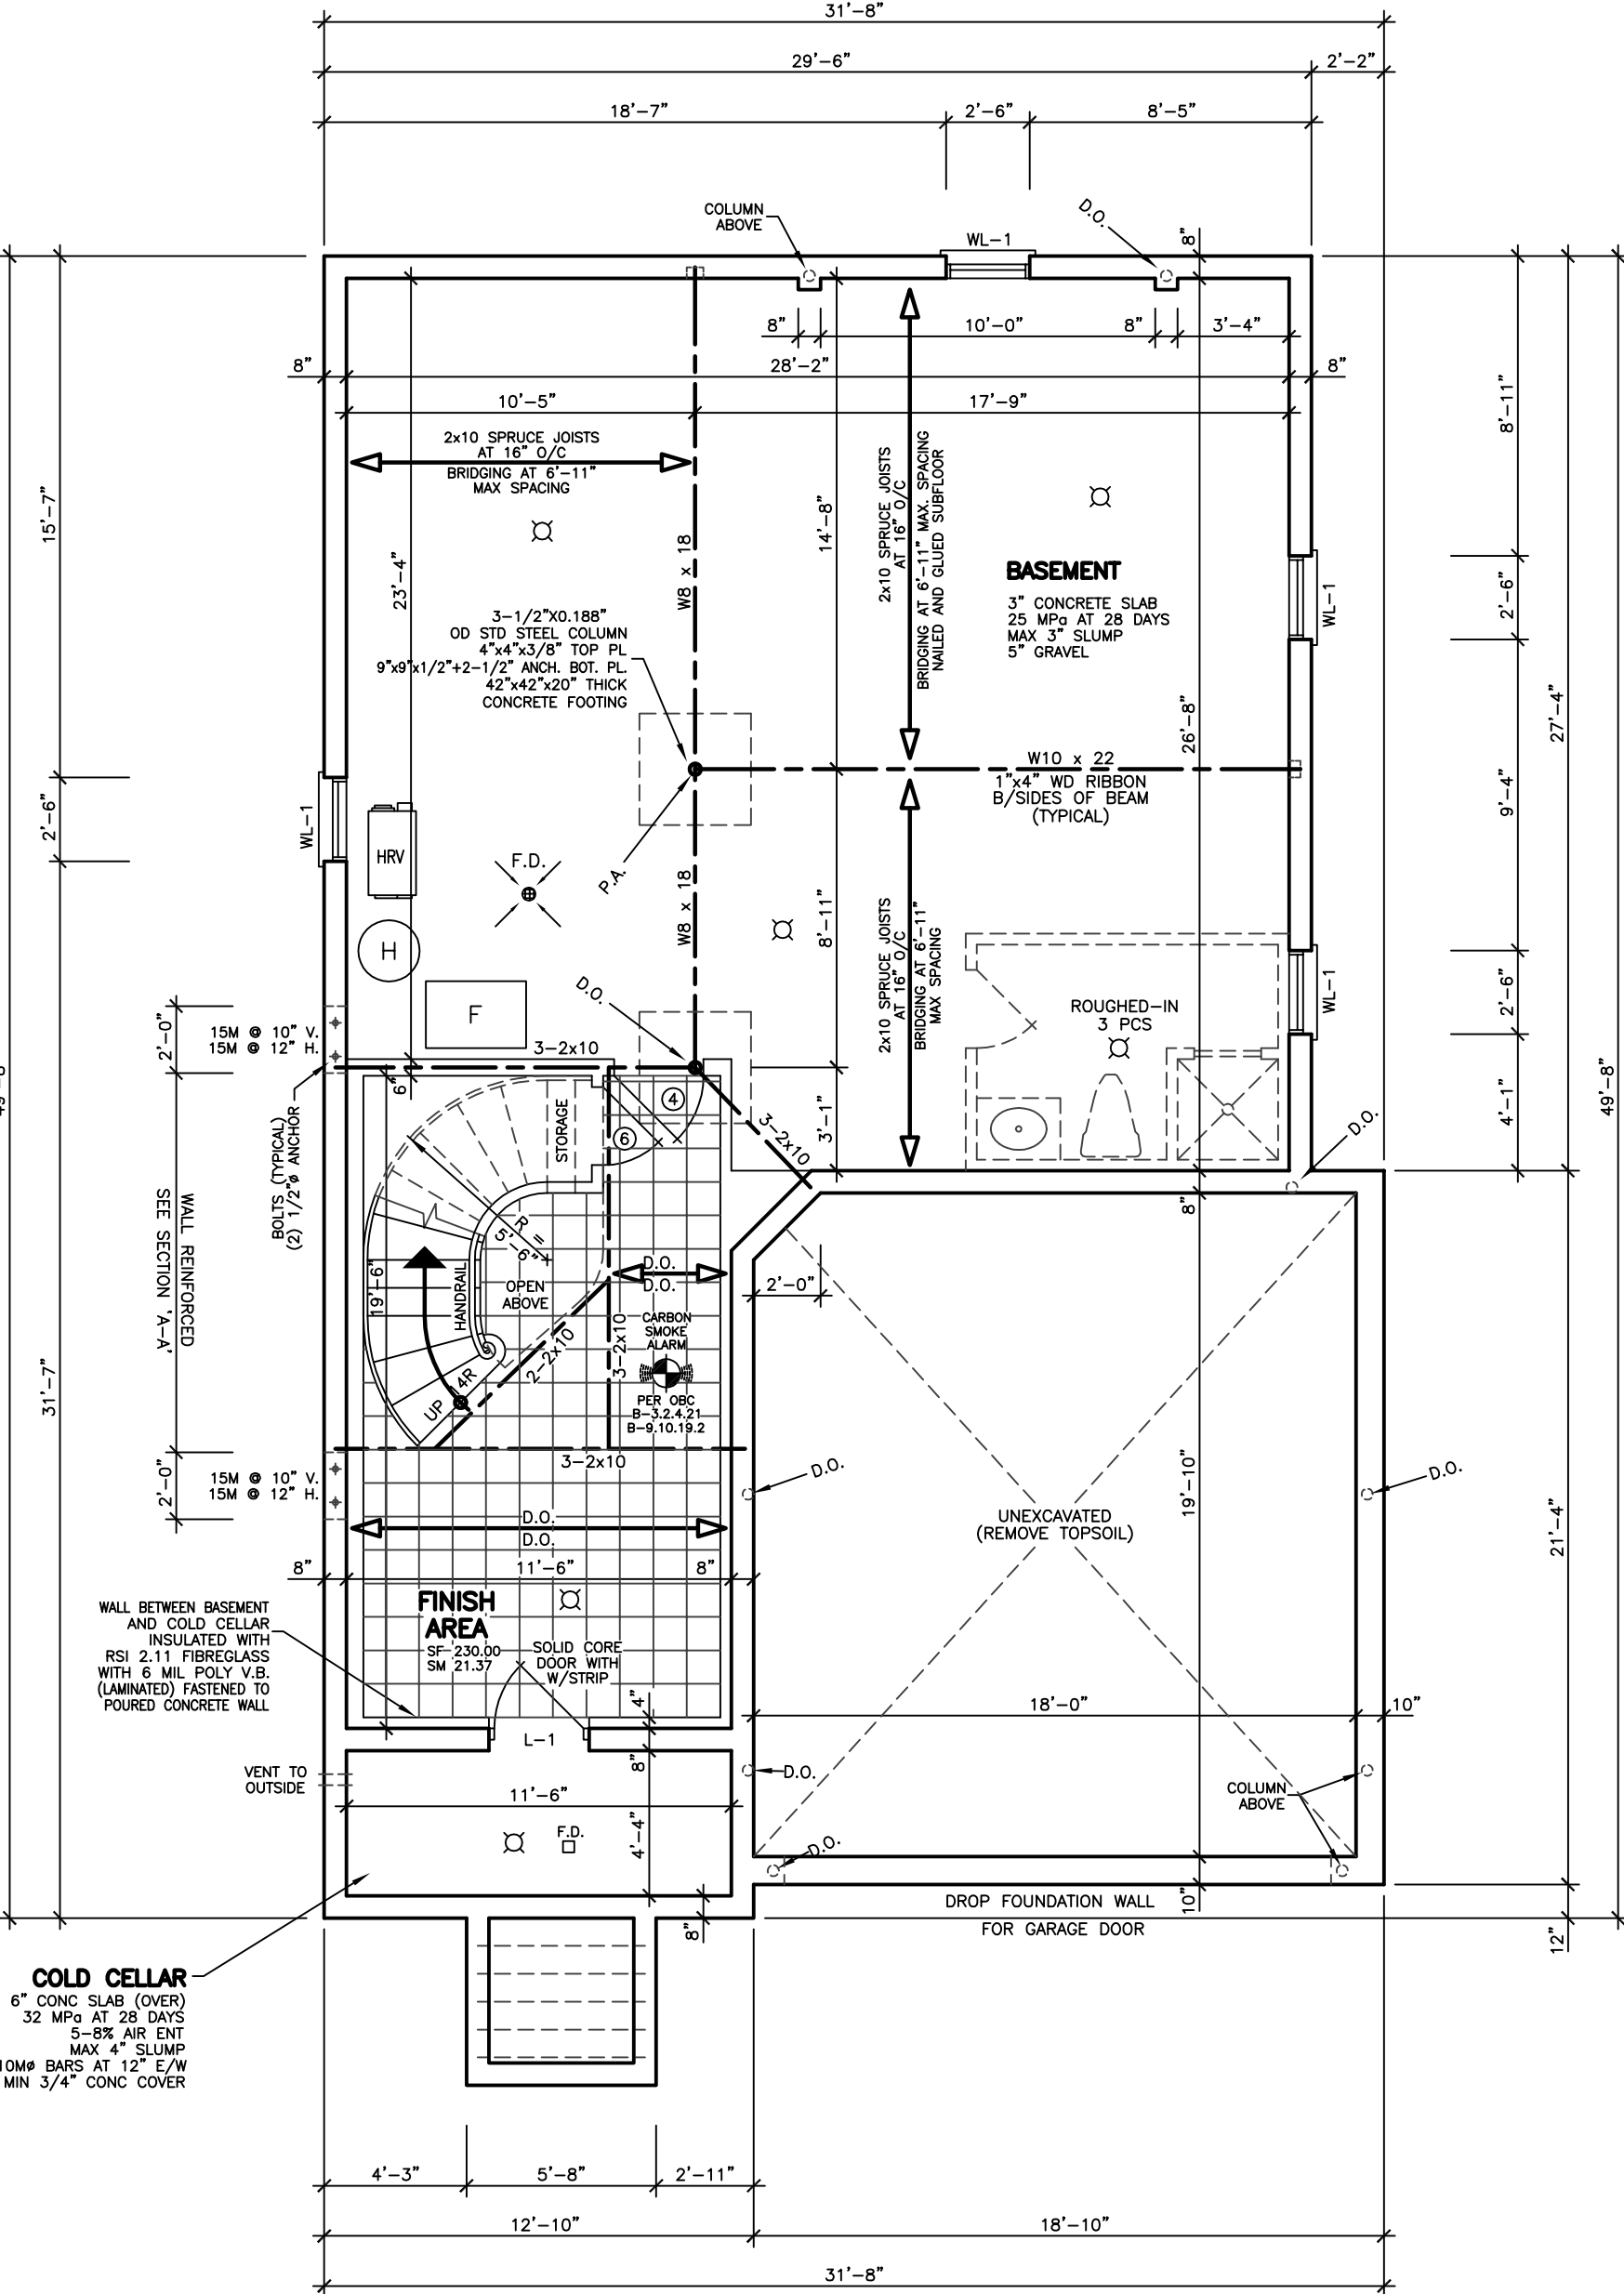 31'-8"
29'-6"
2'-2"
18'-7"
2'-6"
8'-5"
COLUMN
ABOVE
D.O.
WL-1
8"
8"
10'-0"
8"
3'-4"
8"
28'-2"
8"
10'-5"
17'-9"
2x10 SPRUCE JOISTS
AT 16" O/C
BRIDGING AT 6'-11"
MAX SPACING
15'-7"
23'-4"
W8 x 18
14'-8"
2x10 SPRUCE JOISTS
AT 16" O/C
BRIDGING AT 6'-11" MAX. SPACING
NAILED AND GLUED SUBFLOOR
BASEMENT
3" CONCRETE SLAB
25 MPa AT 28 DAYS
MAX 3" SLUMP
5" GRAVEL
8'-11"
2'-6"
WL-1
27'-4"
3-1/2"X0.188"
OD STD STEEL COLUMN
4"x4"x3/8" TOP PL
9"x9"x1/2"+2-1/2" ANCH. BOT. PL.
42"x42"x20" THICK
CONCRETE FOOTING
26'-8"
W10 x 22
1"x4" WD RIBBON
B/SIDES OF BEAM
(TYPICAL)
9'-4"
2'-6"
WL-1
HRV
F.D.
P.A.
W8 x 18
8'-11"
2x10 SPRUCE JOISTS
AT 16" O/C
BRIDGING AT 6'-11"
MAX SPACING
H
F
D.O.
ROUGHED-IN
3 PCS
2'-6"
WL-1
2'-0"
15M @ 10" V.
15M @ 12" H.
3-2x10
6"
4
6
STORAGE
3-2x10
3'-1"
4'-1"
D.O.
49'-8"
BOLTS (TYPICAL)
(2) 1/2"ø ANCHOR
WALL REINFORCED
SEE SECTION 'A-A'
R =
5'-6"
8"
19'-6"
HANDRAIL
OPEN
ABOVE
D.O.
D.O.
2'-0"
CARBON
SMOKE
ALARM
3-2x10
2-2x10
UP 14R
PER OBC
B-3.2.4.21
B-9.10.19.2
31'-7"
3-2x10
2'-0"
15M @ 10" V.
15M @ 12" H.
D.O.
D.O.
D.O.
D.O.
UNEXCAVATED
(REMOVE TOPSOIL)
19'-10"
21'-4"
8"
11'-6"
8"
WALL BETWEEN BASEMENT
AND COLD CELLAR
INSULATED WITH
RSI 2.11 FIBREGLASS
WITH 6 MIL POLY V.B.
(LAMINATED) FASTENED TO
POURED CONCRETE WALL
FINISH
AREA
SF 230.00
SM 21.37
SOLID CORE
DOOR WITH
W/STRIP
4"
18'-0"
10"
L-1
8"
VENT TO
OUTSIDE
11'-6"
D.O.
COLUMN
ABOVE
F.D.
4'-4"
D.O.
DROP FOUNDATION WALL
FOR GARAGE DOOR
10"
8"
12"
COLD CELLAR
6" CONC SLAB (OVER)
32 MPa AT 28 DAYS
5-8% AIR ENT
MAX 4" SLUMP
10Mø BARS AT 12" E/W
MIN 3/4" CONC COVER
4'-3"
5'-8"
2'-11"
12'-10"
18'-10"
31'-8"